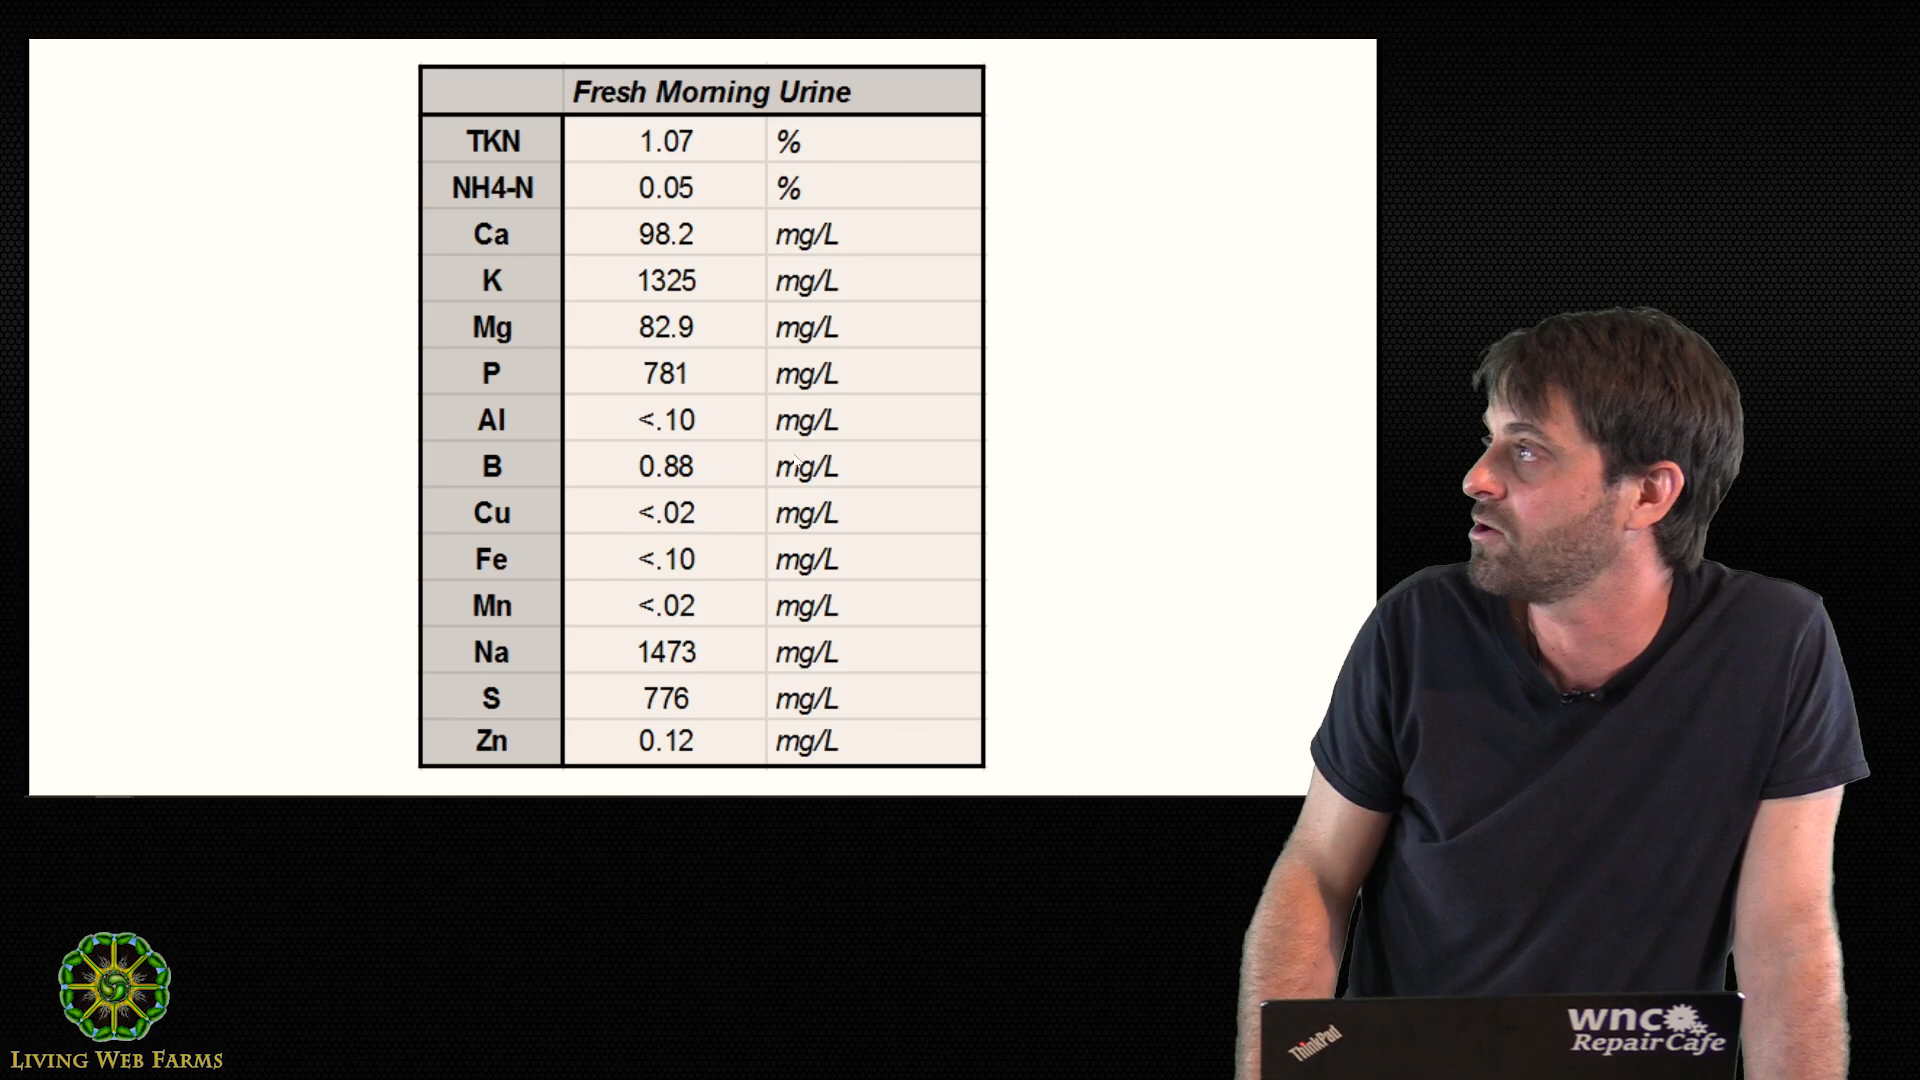 Fresh Morning Urine
TKN 1.07 %
NH4-N 0.05 %
Ca 98.2 mg/L
K 1325 mg/L
Mg 82.9 mg/L
P 781 mg/L
Al <.10 mg/L
B 0.88 mg/L
Cu <.02 mg/L
Fe <.10 mg/L
Mn <.02 mg/L
Na 1473 mg/L
S 776 mg/L
Zn 0.12 mg/L
ThinkPad
wnc
Repair Cafe
LIVING WEB FARMS